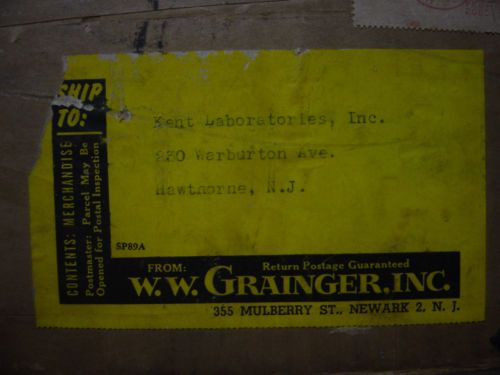 SHIP
TO:
Kent Laboratories, Inc.
230 Warburton Ave.
Hawthorne, N.J.
CONTENTS: MERCHANDISE
Postmaster: Parcel May Be
Opened for Postal Inspection
SP89A
FROM: Return Postage Guaranteed
W. W. GRAINGER, INC.
355 MULBERRY ST., NEWARK 2, N. J.